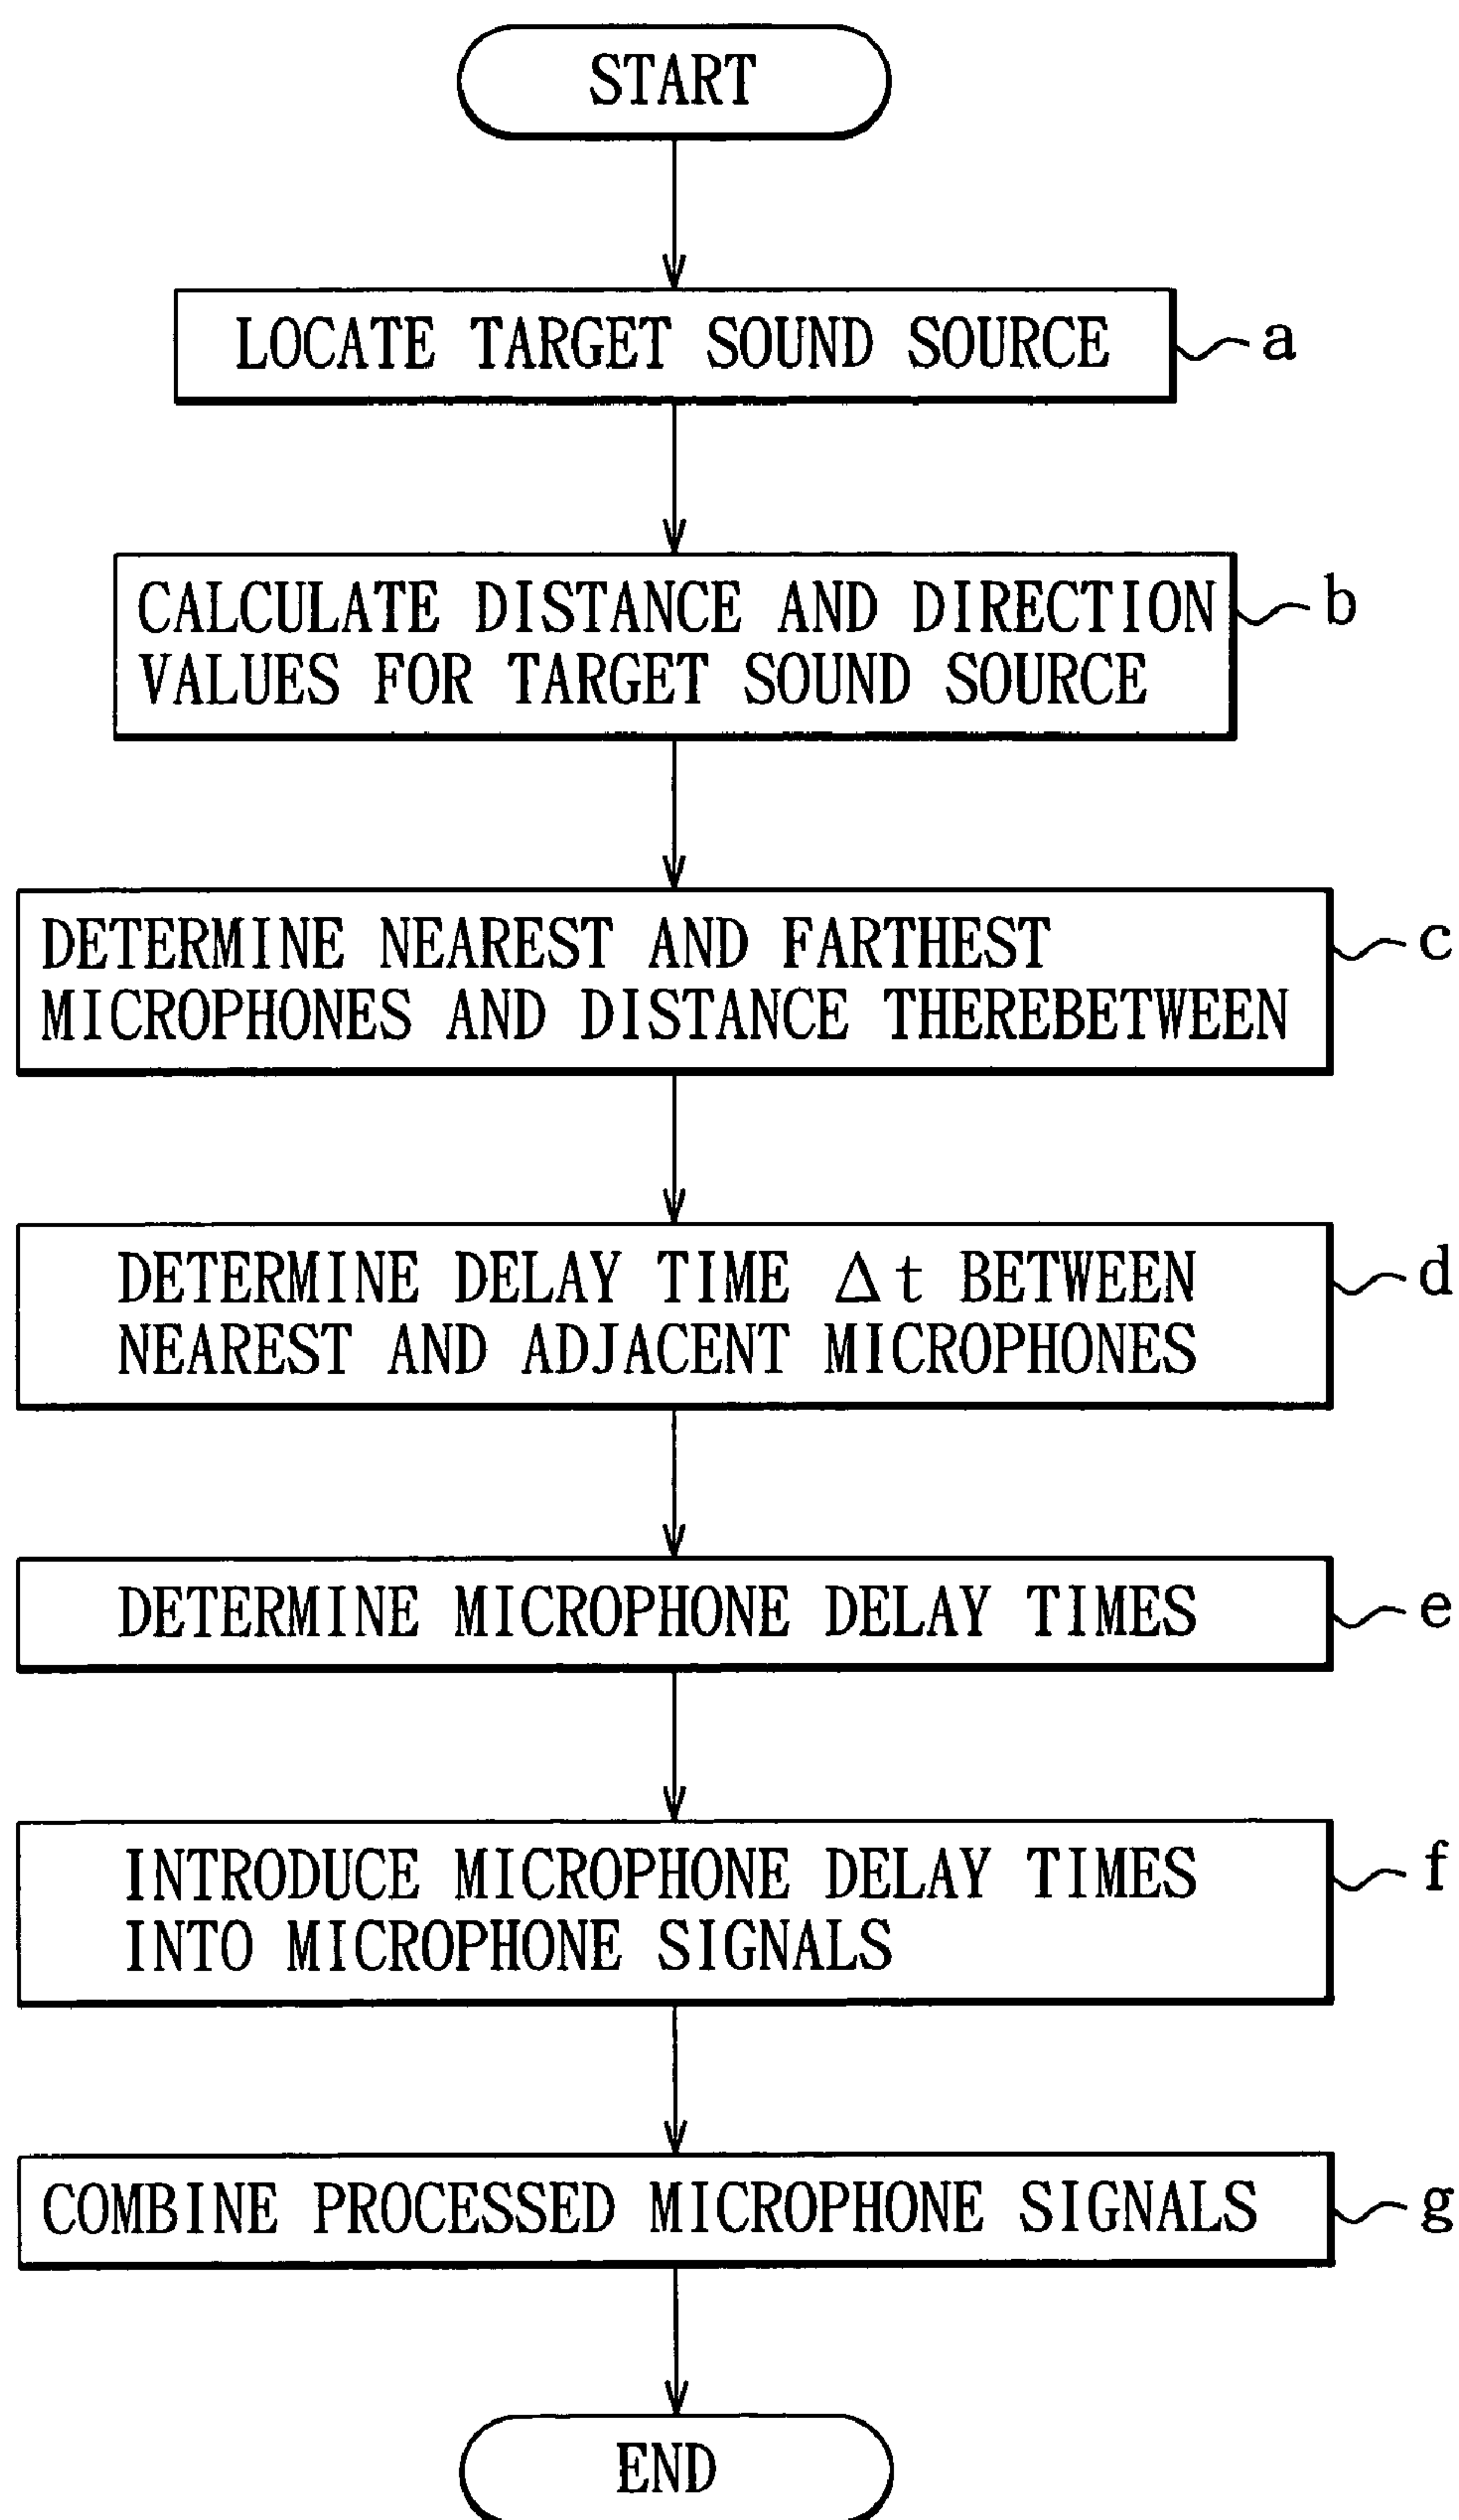 START
LOCATE TARGET SOUND SOURCE
a
CALCULATE DISTANCE AND DIRECTION
VALUES FOR TARGET SOUND SOURCE
b
DETERMINE NEAREST AND FARTHEST
MICROPHONES AND DISTANCE THEREBETWEEN
c
DETERMINE DELAY TIME Δt BETWEEN
NEAREST AND ADJACENT MICROPHONES
d
DETERMINE MICROPHONE DELAY TIMES
e
INTRODUCE MICROPHONE DELAY TIMES
INTO MICROPHONE SIGNALS
f
COMBINE PROCESSED MICROPHONE SIGNALS
g
END